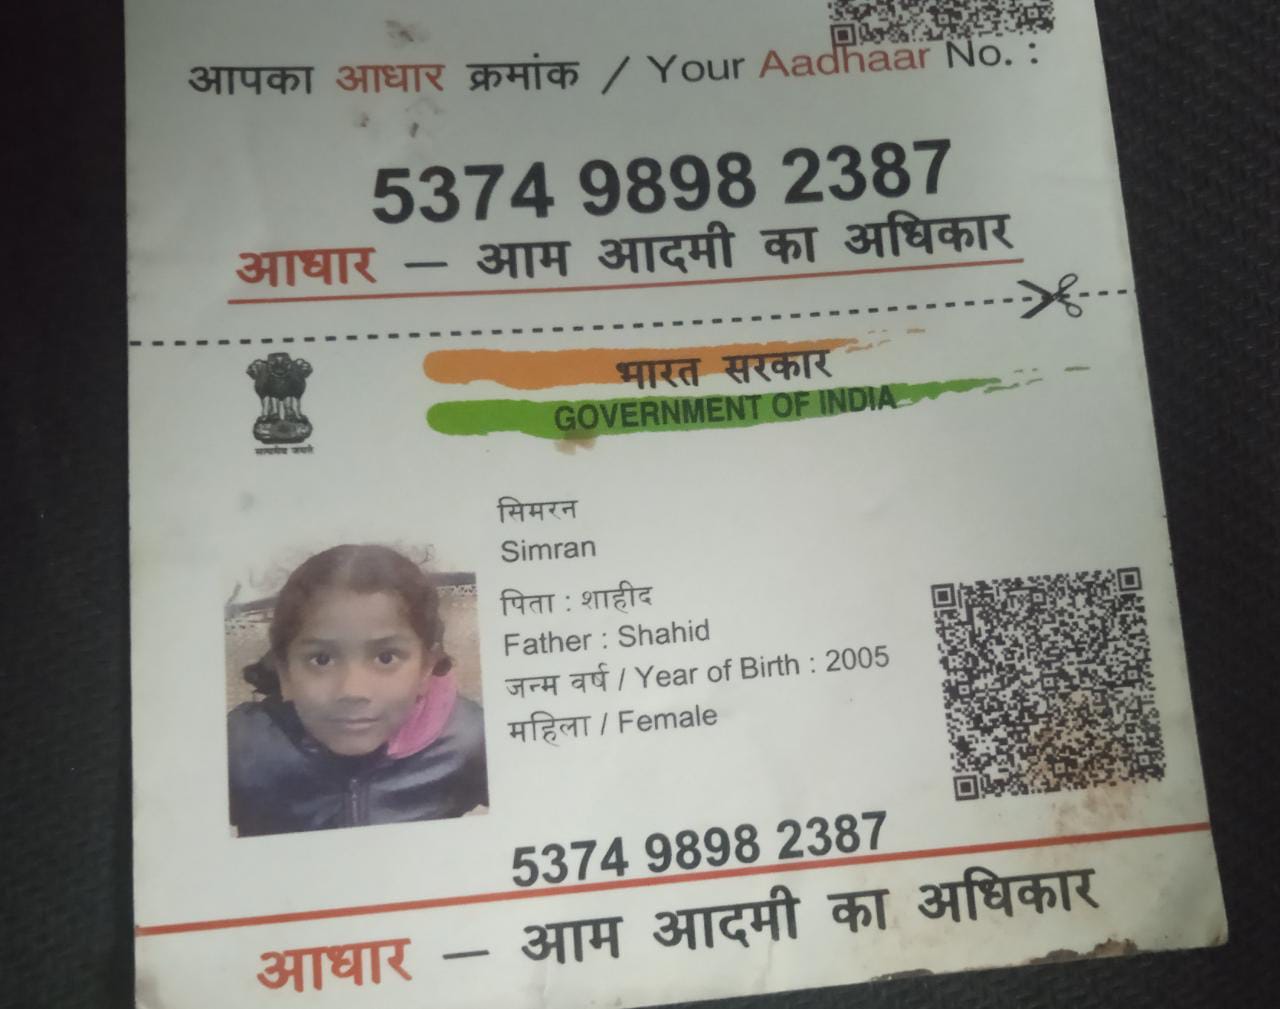 आपका आधार क्रमांक / Your Aadhaar No. :
5374 9898 2387
आधार – आम आदमी का अधिकार
भारत सरकार
GOVERNMENT OF INDIA
सत्यमेव जयते
सिमरन
Simran
पिता : शाहीद
Father : Shahid
जन्म वर्ष / Year of Birth : 2005
महिला / Female
5374 9898 2387
आधार – आम आदमी का अधिकार